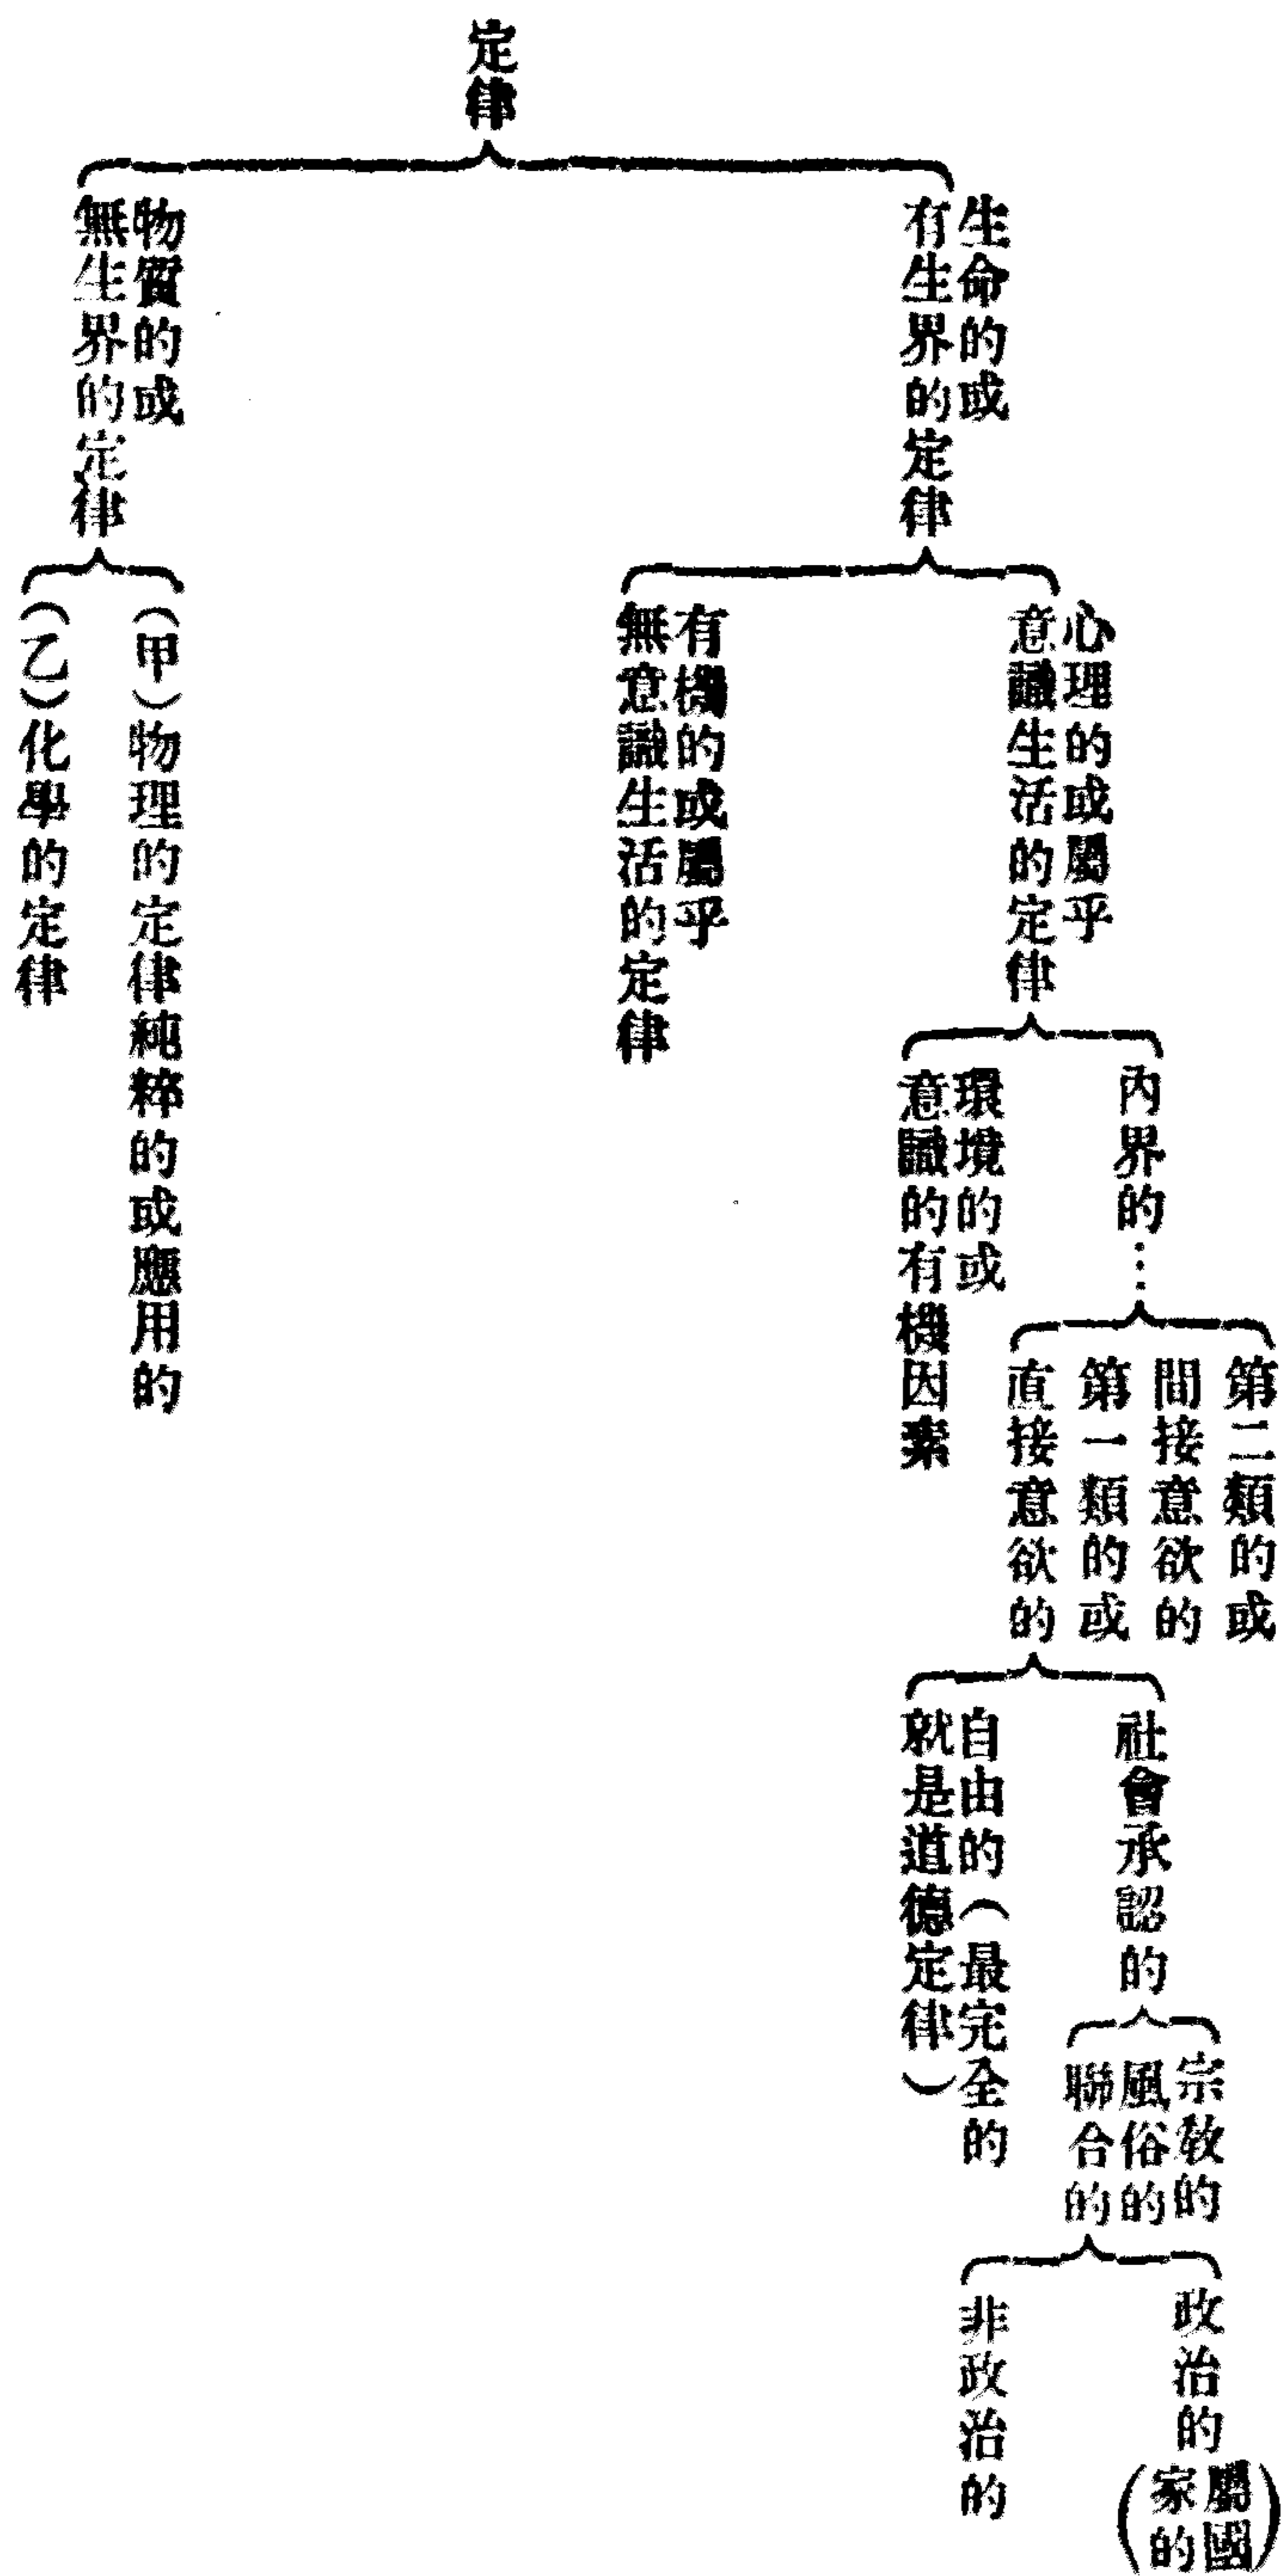 定律
生命的或
有生界的定律
物質的或
無生界的定律
心理的或屬乎
意識生活的定律
有機的或屬乎
無意識生活的定律
(甲)物理的定律純粹的或應用的
(乙)化學的定律
內界的⋮
環境的或
意識的有機因素
第二類的或
間接意欲的
第一類的或
直接意欲的
社會承認的
自由的(最完全的
就是道德定律)
宗敎的
風俗的
聯合的
政治的(屬國
家的)
非政治的